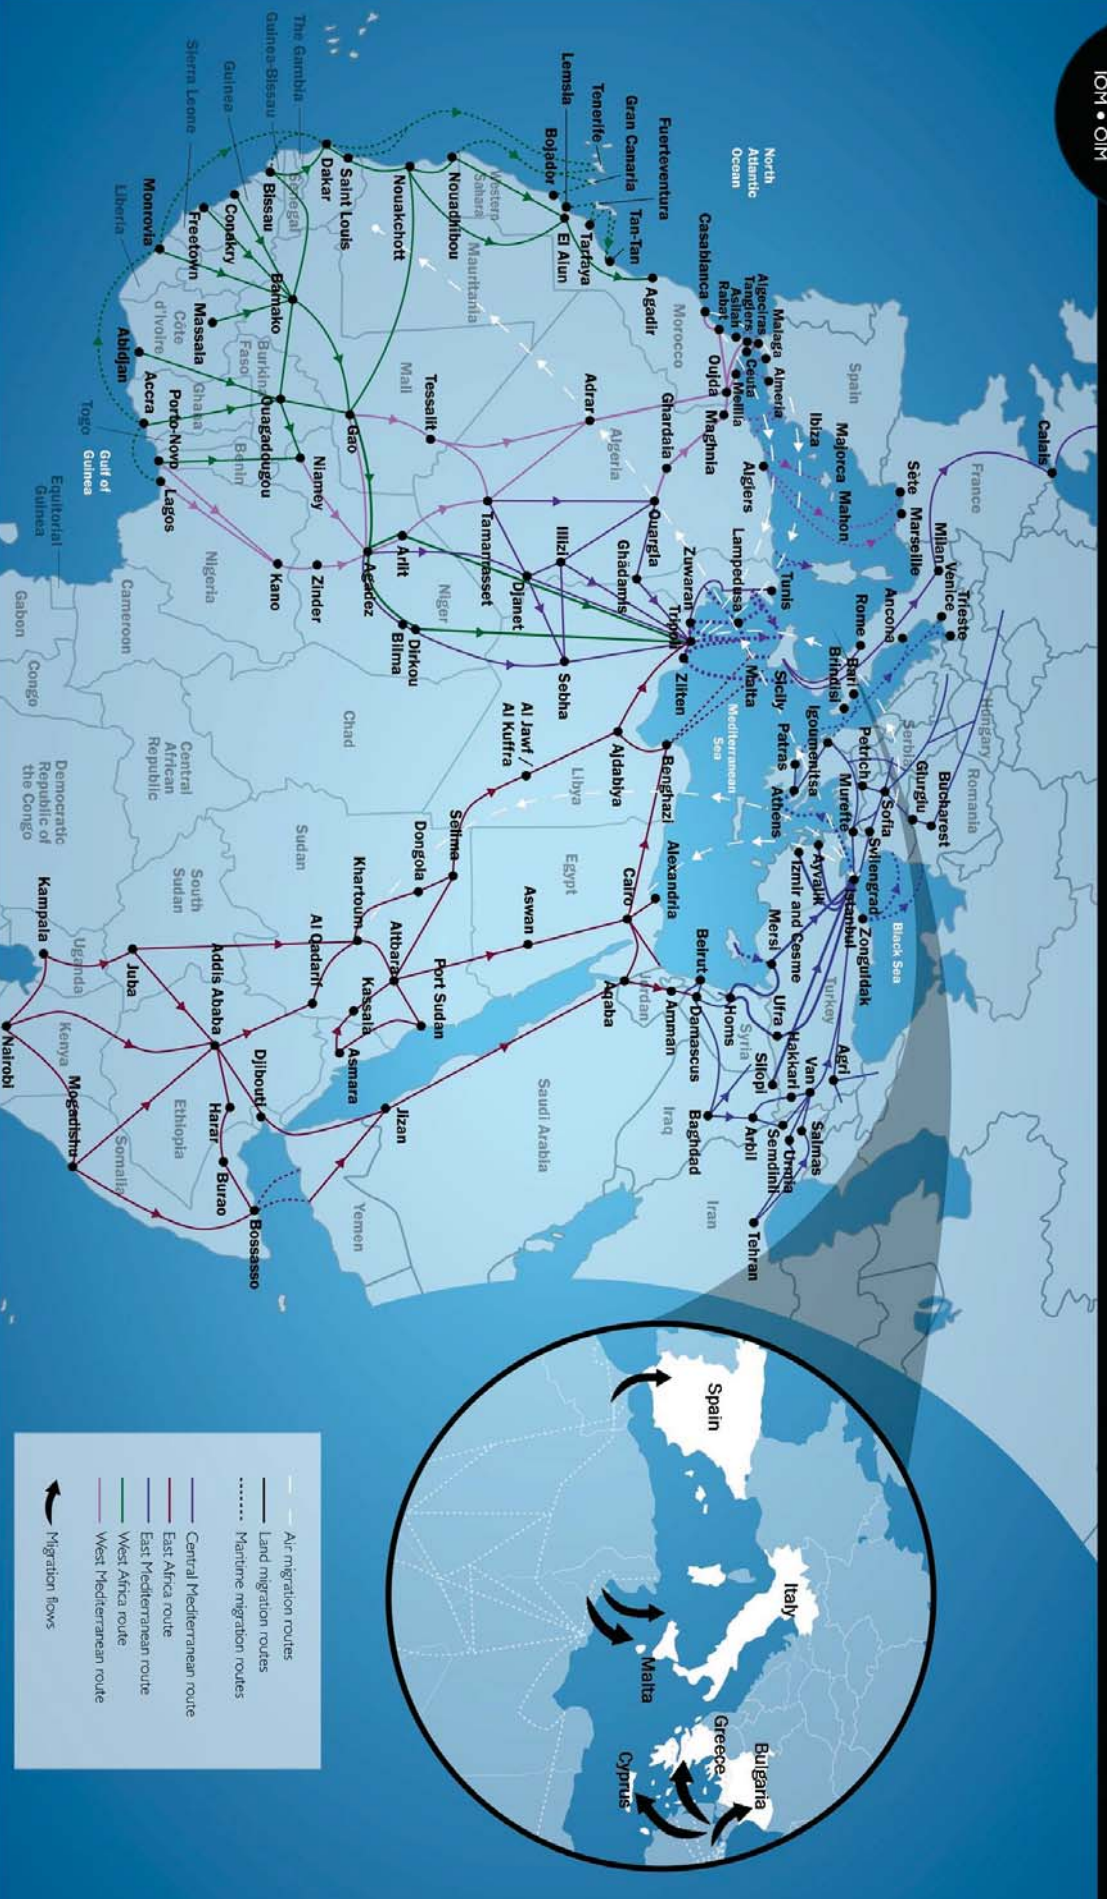 IOM • OIM
North
Atlantic
Ocean
Calais
France
Spain
Sète
Marseille
Milan
Venice
Trieste
Ancona
Rome
Bari
Brindisi
Hungary
Romania
Serbia
Bucharest
Giurgiu
Sofia
Petrich
Svilengrad
Murefte
Istanbul
Zonguldak
Black Sea
Igoumenitsa
Patras
Athens
Ayvalik
Izmir and Cesme
Mersi
Turkey
Agri
Van
Hakkari
Ufra
Silopi
Salmas
Urmia
Semdinli
Arbil
Tehran
Iran
Majorca
Mahon
Ibiza
Malaga
Almería
Algeciras
Tangiers
Ceuta
Asilah
Melilla
Rabat
Casablanca
Oujda
Maghnia
Algiers
Tunis
Lampedusa
Sicily
Malta
Mediterranean
Sea
Zuwarah
Tripoli
Zliten
Benghazi
Ajdabiya
Alexandria
Cairo
Beirut
Homs
Damascus
Amman
Aqaba
Jordan
Syria
Iraq
Baghdad
Morocco
Agadir
Tan-Tan
Fuerteventura
Gran Canaria
Tenerife
Lemsla
Bojador
Tarfaya
El Aiun
Western
Sahara
Ghardaia
Ouargla
Ghādamis
Algeria
Adrar
Illizi
Djanet
Tamanrasset
Sebha
Libya
Al Jawf /
Al Kuffra
Egypt
Aswan
Saudi Arabia
Nouadhibou
Nouakchott
Mauritania
Mali
Tessalit
Gao
Saint Louis
Dakar
Senegal
Bissau
Conakry
Freetown
Monrovia
The Gambia
Guinea-Bissau
Guinea
Sierra Leone
Liberia
Bamako
Massala
Côte
d'Ivoire
Burkina
Faso
Ouagadougou
Ghana
Abidjan
Accra
Porto-Novo
Lagos
Togo
Benin
Gulf of
Guinea
Equitorial
Guinea
Niamey
Niger
Arlit
Agadez
Zinder
Kano
Nigeria
Dirkou
Bilma
Chad
Cameroon
Gabon
Congo
Central
African
Republic
Democratic
Republic of
the Congo
Selima
Dongola
Khartoum
Sudan
Al Qadarif
Altbara
Port Sudan
Kassala
Asmara
South
Sudan
Juba
Addis Ababa
Djibouti
Harar
Burao
Bossasso
Ethiopia
Somalia
Mogadishu
Uganda
Kampala
Kenya
Nairobi
Jizan
Yemen
Spain
Italy
Malta
Greece
Bulgaria
Cyprus
Air migration routes
Land migration routes
Maritime migration routes
Central Mediterranean route
East Africa route
East Mediterranean route
West Africa route
West Mediterranean route
Migration flows